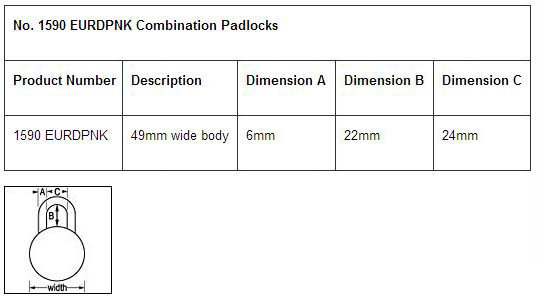 No. 1590 EURDPNK Combination Padlocks
Product Number Description Dimension A Dimension B Dimension C
1590 EURDPNK 49mm wide body 6mm 22mm 24mm
A C
B
width